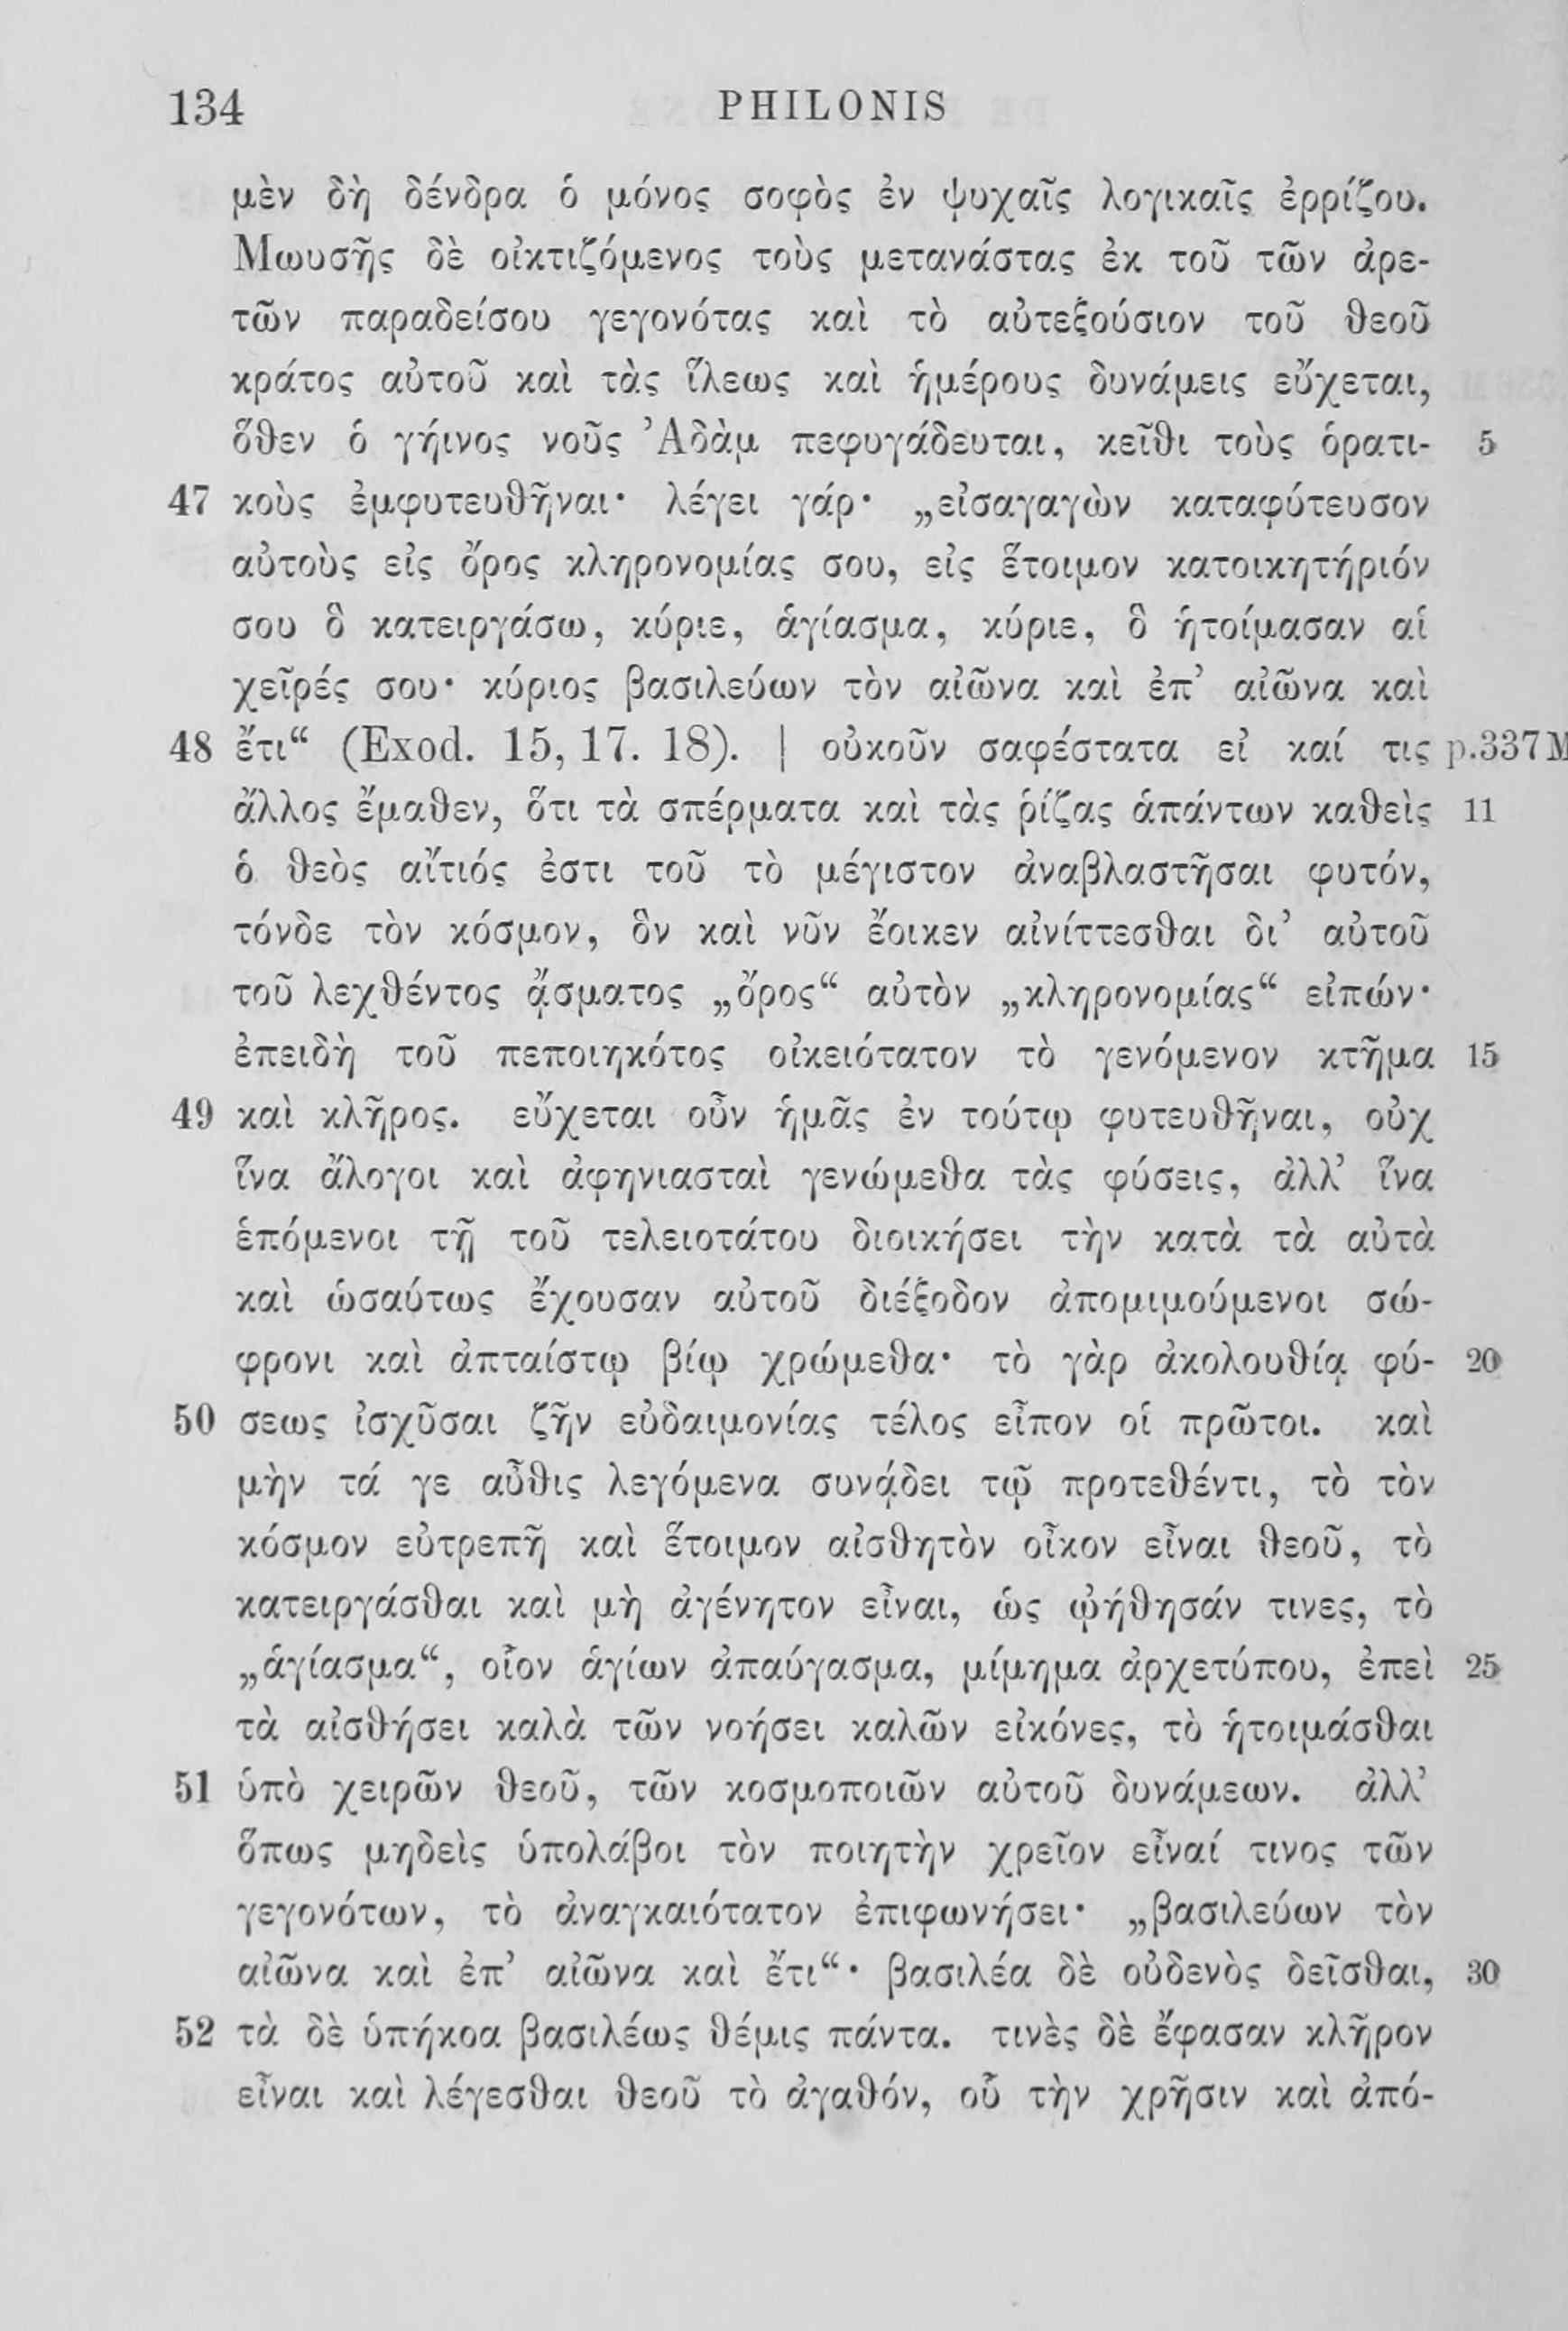 134 PHILONIS
μὲν δὴ δένδρα ὁ μόνος σοφὸς ἐν ψυχαῖς λογικαῖς ἐρρίζου.
Μωυσῆς δὲ οἰκτιζόμενος τοὺς μετανάστας ἐκ τοῦ τῶν ἀρε-
τῶν παραδείσου γεγονότας καὶ τὸ αὐτεξούσιον τοῦ θεοῦ
κράτος αὐτοῦ καὶ τὰς ἵλεως καὶ ἡμέρους δυνάμεις εὔχεται,
ὅθεν ὁ γήινος νοῦς Ἀδὰμ πεφυγάδευται, κεῖθι τοὺς ὁρατι- 5
47 κοὺς ἐμφυτευθῆναι· λέγει γάρ· „εἰσαγαγὼν καταφύτευσον
αὐτοὺς εἰς ὄρος κληρονομίας σου, εἰς ἕτοιμον κατοικητήριόν
σου ὃ κατειργάσω, κύριε, ἁγίασμα, κύριε, ὃ ἡτοίμασαν αἱ
χεῖρές σου· κύριος βασιλεύων τὸν αἰῶνα καὶ ἐπ’ αἰῶνα καὶ
48 ἔτι“ (Exod. 15, 17. 18). | οὐκοῦν σαφέστατα εἰ καί τις p.337M
ἄλλος ἔμαθεν, ὅτι τὰ σπέρματα καὶ τὰς ῥίζας ἁπάντων καθεὶς 11
ὁ θεὸς αἴτιός ἐστι τοῦ τὸ μέγιστον ἀναβλαστῆσαι φυτόν,
τόνδε τὸν κόσμον, ὃν καὶ νῦν ἔοικεν αἰνίττεσθαι δι’ αὐτοῦ
τοῦ λεχθέντος ᾄσματος „ὄρος“ αὐτὸν „κληρονομίας“ εἰπών·
ἐπειδὴ τοῦ πεποιηκότος οἰκειότατον τὸ γενόμενον κτῆμα 15
49 καὶ κλῆρος. εὔχεται οὖν ἡμᾶς ἐν τούτῳ φυτευθῆναι, οὐχ
ἵνα ἄλογοι καὶ ἀφηνιασταὶ γενώμεθα τὰς φύσεις, ἀλλ’ ἵνα
ἑπόμενοι τῇ τοῦ τελειοτάτου διοικήσει τὴν κατὰ τὰ αὐτὰ
καὶ ὡσαύτως ἔχουσαν αὐτοῦ διέξοδον ἀπομιμούμενοι σώ-
φρονι καὶ ἀπταίστῳ βίῳ χρώμεθα· τὸ γὰρ ἀκολουθίᾳ φύ- 20
50 σεως ἰσχῦσαι ζῆν εὐδαιμονίας τέλος εἶπον οἱ πρῶτοι. καὶ
μὴν τά γε αὖθις λεγόμενα συνᾴδει τῷ προτεθέντι, τὸ τὸν
κόσμον εὐτρεπῆ καὶ ἕτοιμον αἰσθητὸν οἶκον εἶναι θεοῦ, τὸ
κατειργάσθαι καὶ μὴ ἀγένητον εἶναι, ὡς ᾠήθησάν τινες, τὸ
„ἁγίασμα“, οἷον ἁγίων ἀπαύγασμα, μίμημα ἀρχετύπου, ἐπεὶ 25
τὰ αἰσθήσει καλὰ τῶν νοήσει καλῶν εἰκόνες, τὸ ἡτοιμάσθαι
51 ὑπὸ χειρῶν θεοῦ, τῶν κοσμοποιῶν αὐτοῦ δυνάμεων. ἀλλ’
ὅπως μηδεὶς ὑπολάβοι τὸν ποιητὴν χρεῖον εἶναί τινος τῶν
γεγονότων, τὸ ἀναγκαιότατον ἐπιφωνήσει· „βασιλεύων τὸν
αἰῶνα καὶ ἐπ’ αἰῶνα καὶ ἔτι“· βασιλέα δὲ οὐδενὸς δεῖσθαι, 30
52 τὰ δὲ ὑπήκοα βασιλέως θέμις πάντα. τινὲς δὲ ἔφασαν κλῆρον
εἶναι καὶ λέγεσθαι θεοῦ τὸ ἀγαθόν, οὗ τὴν χρῆσιν καὶ ἀπό-